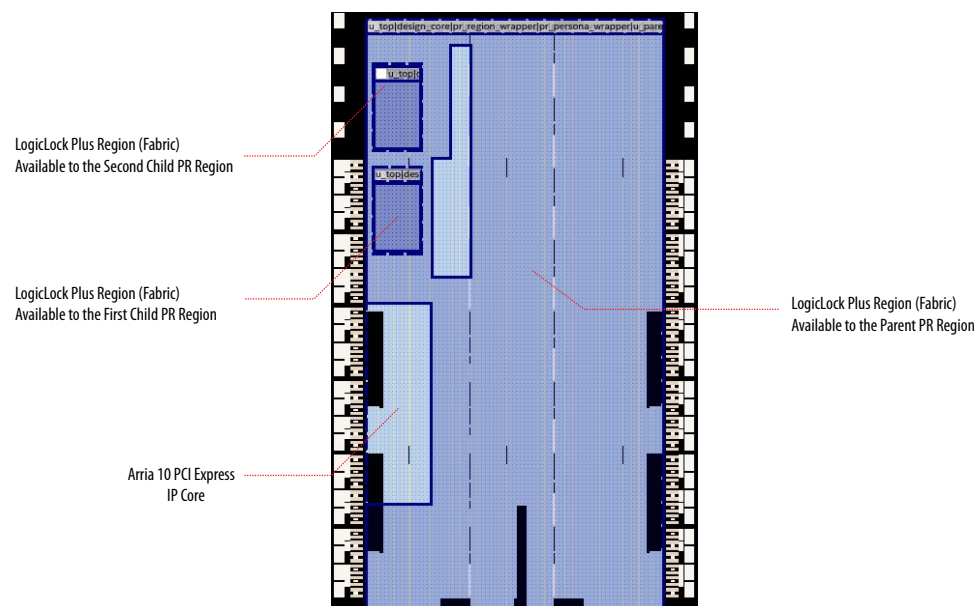 u_top|design_core|pr_region_wrapper|pr_persona_wrapper|u_pare
u_top|d
LogicLock Plus Region (Fabric)
Available to the Second Child PR Region
u_top|des
LogicLock Plus Region (Fabric)
Available to the First Child PR Region
LogicLock Plus Region (Fabric)
Available to the Parent PR Region
Arria 10 PCI Express
IP Core